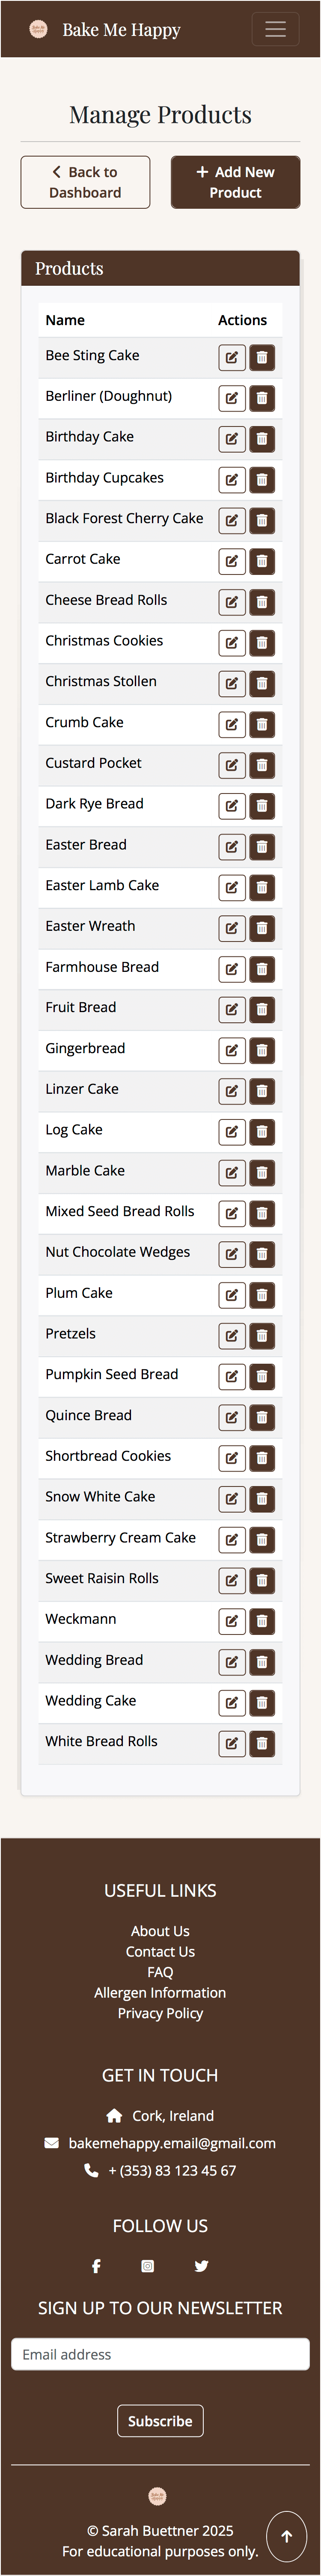 Bake Me Happy
Manage Products
Back to
Dashboard
Add New
Product
Products
Name Actions
Bee Sting Cake
Berliner (Doughnut)
Birthday Cake
Birthday Cupcakes
Black Forest Cherry Cake
Carrot Cake
Cheese Bread Rolls
Christmas Cookies
Christmas Stollen
Crumb Cake
Custard Pocket
Dark Rye Bread
Easter Bread
Easter Lamb Cake
Easter Wreath
Farmhouse Bread
Fruit Bread
Gingerbread
Linzer Cake
Log Cake
Marble Cake
Mixed Seed Bread Rolls
Nut Chocolate Wedges
Plum Cake
Pretzels
Pumpkin Seed Bread
Quince Bread
Shortbread Cookies
Snow White Cake
Strawberry Cream Cake
Sweet Raisin Rolls
Weckmann
Wedding Bread
Wedding Cake
White Bread Rolls
USEFUL LINKS
About Us
Contact Us
FAQ
Allergen Information
Privacy Policy
GET IN TOUCH
Cork, Ireland
bakemehappy.email@gmail.com
+ (353) 83 123 45 67
FOLLOW US
SIGN UP TO OUR NEWSLETTER
Email address
Subscribe
© Sarah Buettner 2025
For educational purposes only.